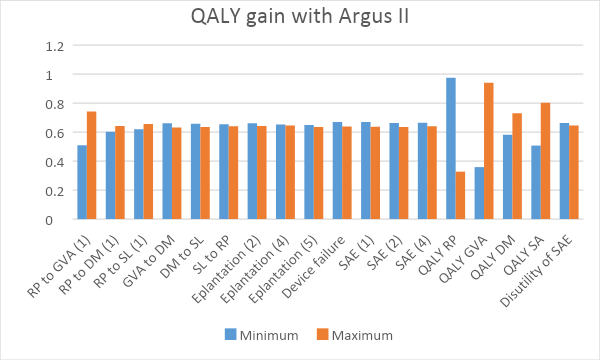 QALY gain with Argus II
1.2
1
0.8
0.6
0.4
0.2
0
RP to GVA (1)
RP to DM (1)
RP to SL (1)
GVA to DM
DM to SL
SL to RP
Eplantation (2)
Eplantation (4)
Eplantation (5)
Device failure
SAE (1)
SAE (2)
SAE (4)
QALY RP
QALY GVA
QALY DM
QALY SA
Disutility of SAE
Minimum Maximum